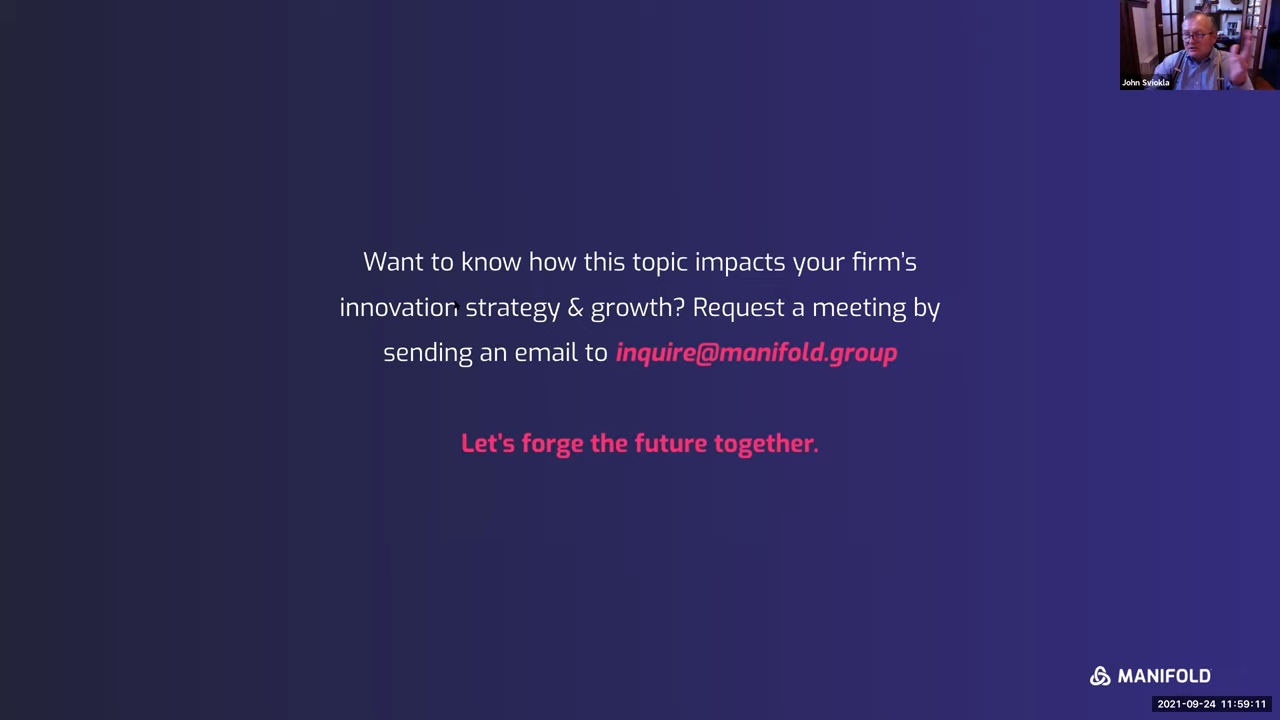 John Sviokla
Want to know how this topic impacts your firm's
innovation strategy & growth? Request a meeting by
sending an email to inquire@manifold.group
Let's forge the future together.
MANIFOLD
2021-09-24 11:59:11